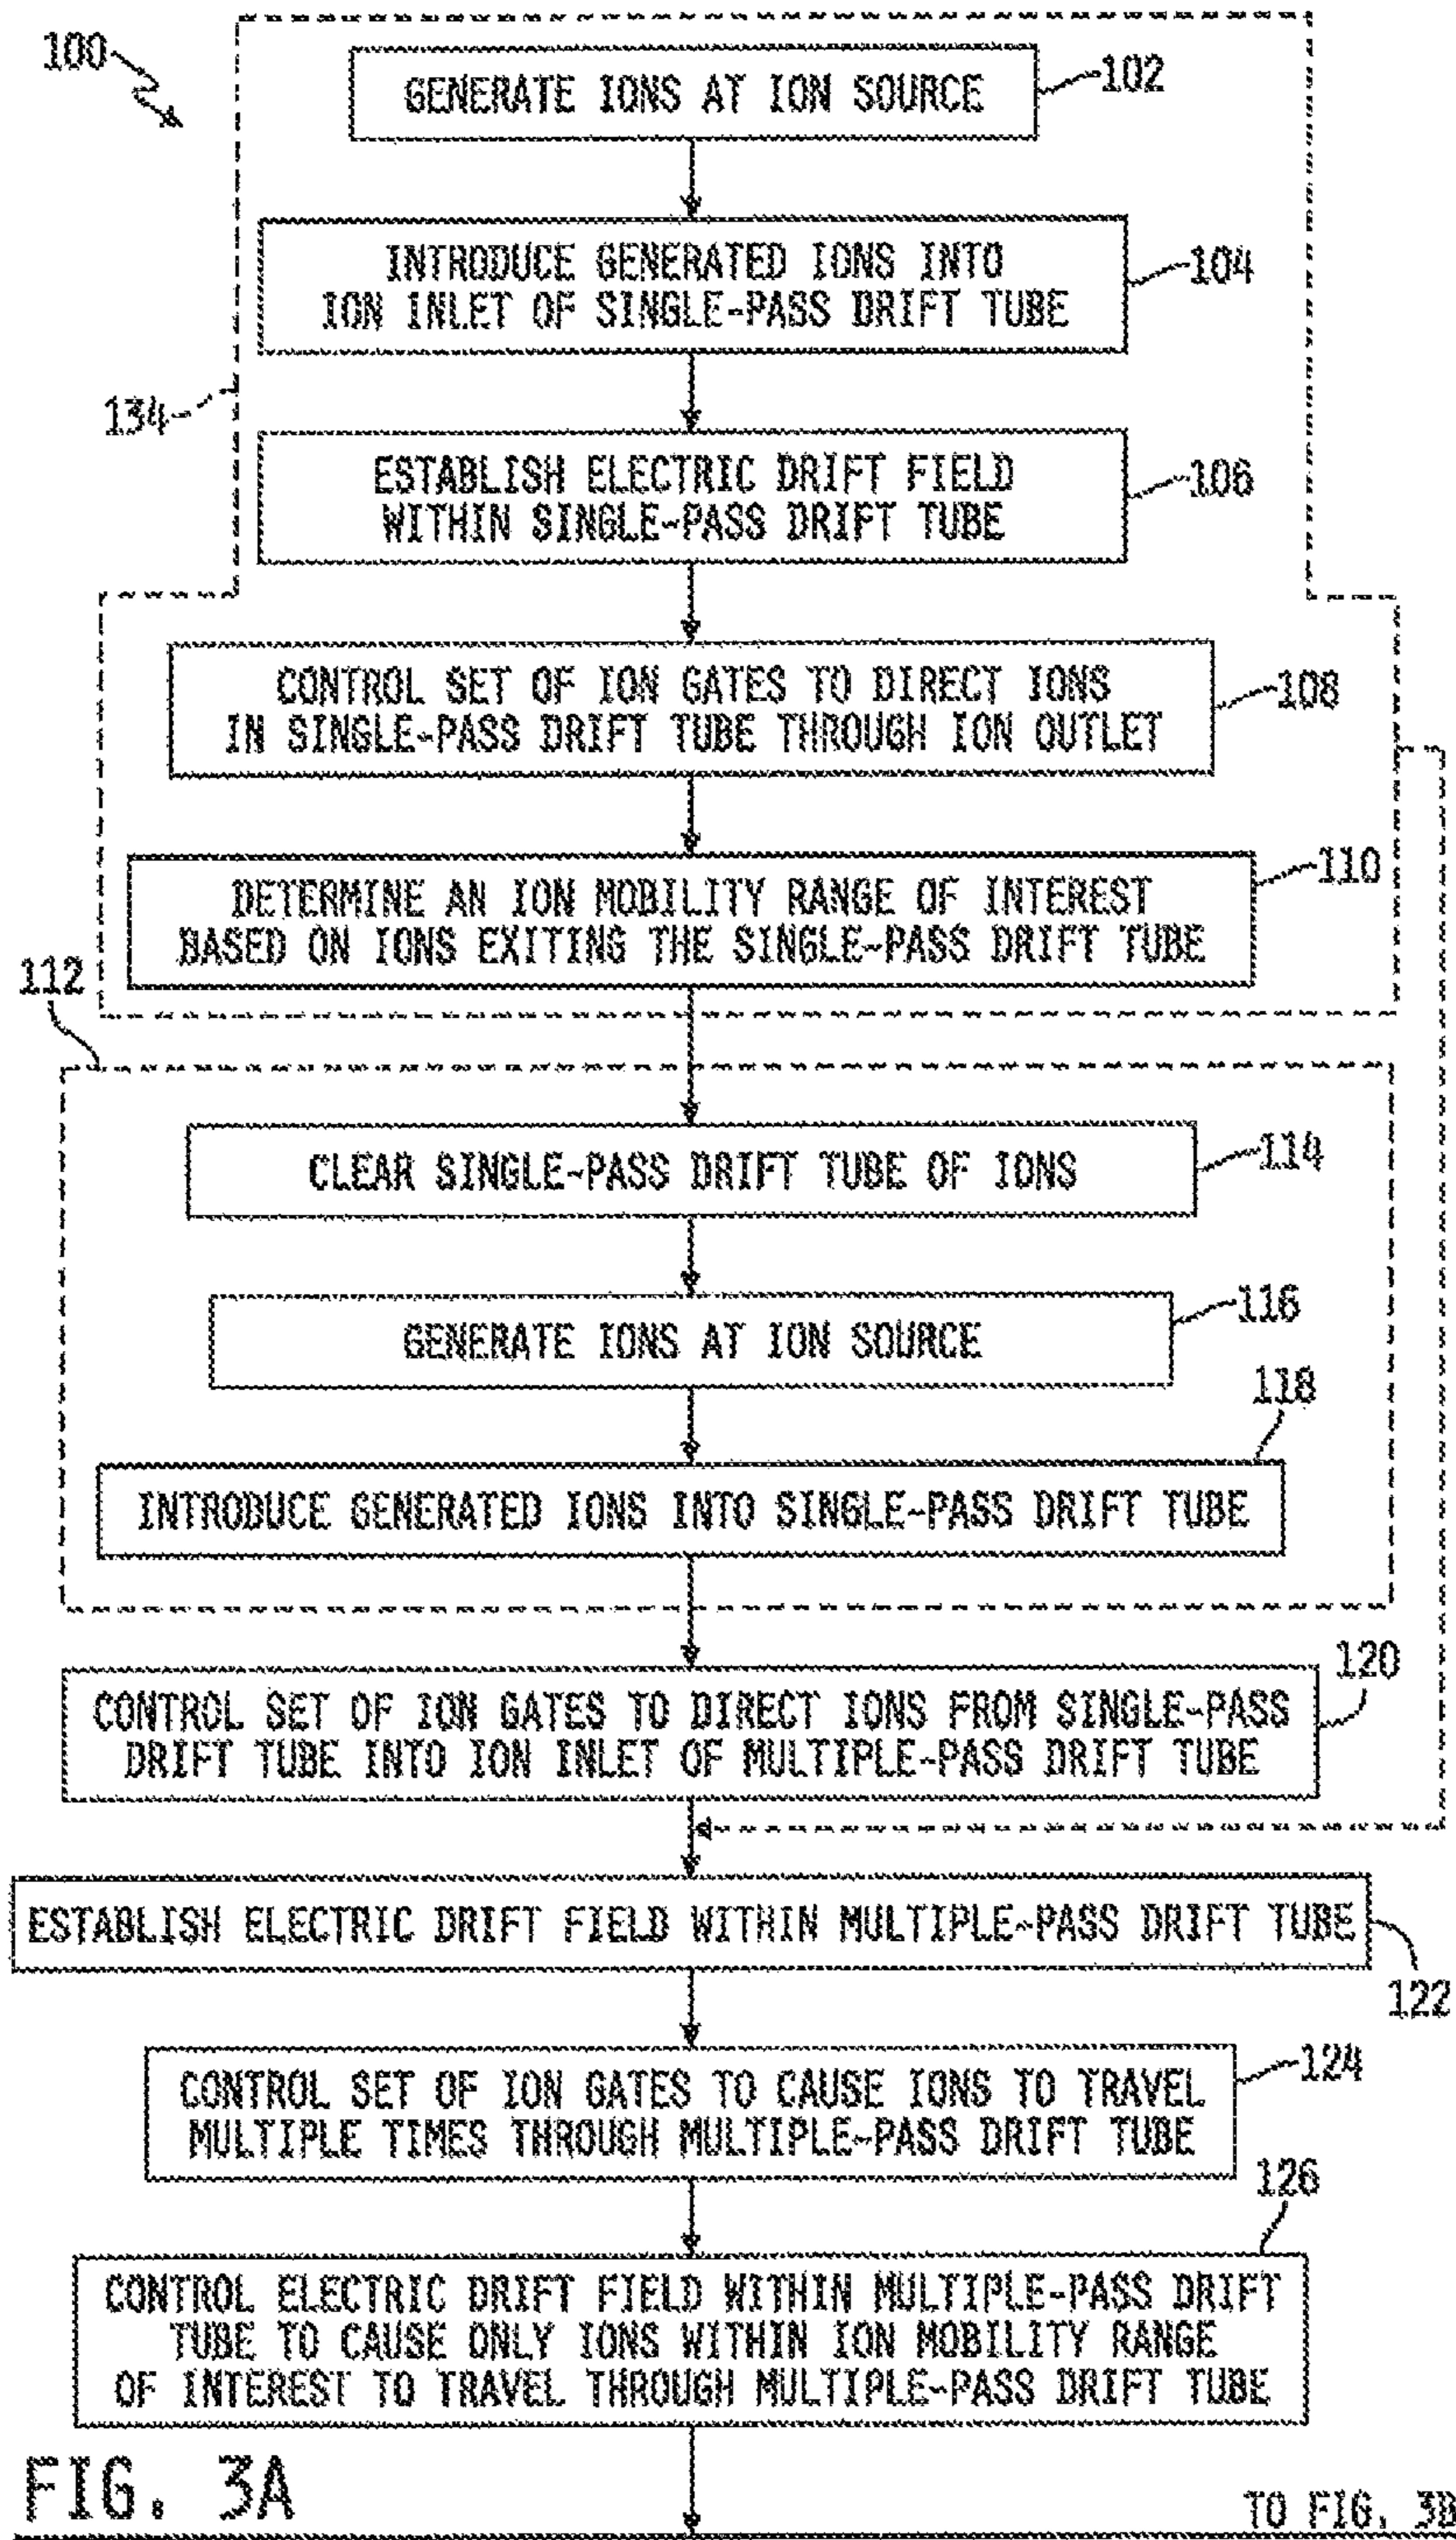 100
GENERATE IONS AT ION SOURCE
102
INTRODUCE GENERATED IONS INTO
ION INLET OF SINGLE-PASS DRIFT TUBE
104
134
ESTABLISH ELECTRIC DRIFT FIELD
WITHIN SINGLE-PASS DRIFT TUBE
106
CONTROL SET OF ION GATES TO DIRECT IONS
IN SINGLE-PASS DRIFT TUBE THROUGH ION OUTLET
108
DETERMINE AN ION MOBILITY RANGE OF INTEREST
BASED ON IONS EXITING THE SINGLE-PASS DRIFT TUBE
110
112
CLEAR SINGLE-PASS DRIFT TUBE OF IONS
114
GENERATE IONS AT ION SOURCE
116
118
INTRODUCE GENERATED IONS INTO SINGLE-PASS DRIFT TUBE
120
CONTROL SET OF ION GATES TO DIRECT IONS FROM SINGLE-PASS
DRIFT TUBE INTO ION INLET OF MULTIPLE-PASS DRIFT TUBE
ESTABLISH ELECTRIC DRIFT FIELD WITHIN MULTIPLE-PASS DRIFT TUBE
122
CONTROL SET OF ION GATES TO CAUSE IONS TO TRAVEL
MULTIPLE TIMES THROUGH MULTIPLE-PASS DRIFT TUBE
124
126
CONTROL ELECTRIC DRIFT FIELD WITHIN MULTIPLE-PASS DRIFT
TUBE TO CAUSE ONLY IONS WITHIN ION MOBILITY RANGE
OF INTEREST TO TRAVEL THROUGH MULTIPLE-PASS DRIFT TUBE
FIG. 3A
TO FIG. 3B